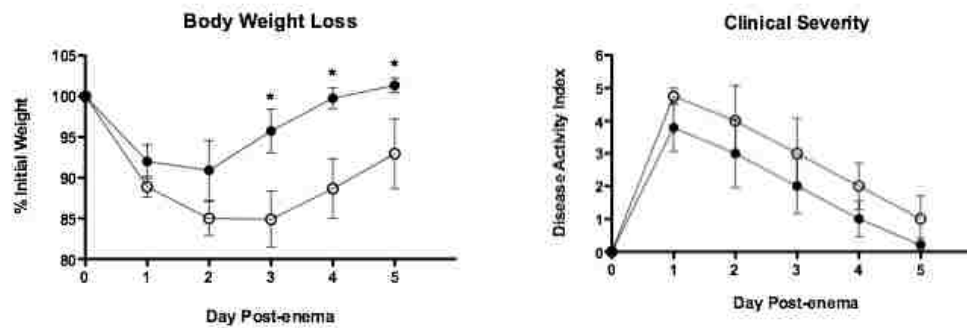 Body Weight Loss
105
100
95
90
85
80
% Initial Weight
* * *
0 1 2 3 4 5
Day Post-enema
Clinical Severity
6
5
4
3
2
1
0
Disease Activity Index
0 1 2 3 4 5
Day Post-enema